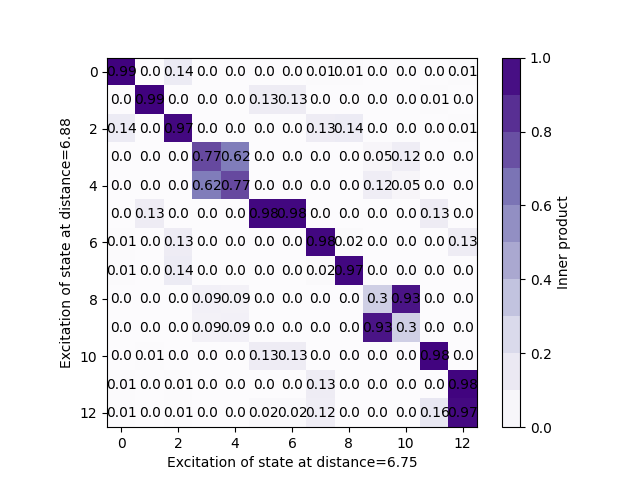 Excitation of state at distance=6.88
0 0.99 0.0 0.14 0.0 0.0 0.0 0.0 0.01 0.01 0.0 0.0 0.0 0.01
0.0 0.99 0.0 0.0 0.0 0.13 0.13 0.0 0.0 0.0 0.0 0.01 0.0
2 0.14 0.0 0.97 0.0 0.0 0.0 0.0 0.13 0.14 0.0 0.0 0.0 0.01
0.0 0.0 0.0 0.77 0.62 0.0 0.0 0.0 0.0 0.05 0.12 0.0 0.0
4 0.0 0.0 0.0 0.62 0.77 0.0 0.0 0.0 0.0 0.12 0.05 0.0 0.0
0.0 0.13 0.0 0.0 0.0 0.98 0.98 0.0 0.0 0.0 0.0 0.13 0.0
6 0.01 0.0 0.13 0.0 0.0 0.0 0.0 0.98 0.02 0.0 0.0 0.0 0.13
0.01 0.0 0.14 0.0 0.0 0.0 0.0 0.02 0.97 0.0 0.0 0.0 0.0
8 0.0 0.0 0.0 0.09 0.09 0.0 0.0 0.0 0.0 0.3 0.93 0.0 0.0
0.0 0.0 0.0 0.09 0.09 0.0 0.0 0.0 0.0 0.93 0.3 0.0 0.0
10 0.0 0.01 0.0 0.0 0.0 0.13 0.13 0.0 0.0 0.0 0.0 0.98 0.0
0.01 0.0 0.01 0.0 0.0 0.0 0.0 0.13 0.0 0.0 0.0 0.0 0.98
12 0.01 0.0 0.01 0.0 0.0 0.02 0.02 0.12 0.0 0.0 0.0 0.16 0.97
0 2 4 6 8 10 12
Excitation of state at distance=6.75
1.0
0.8
0.6
0.4
0.2
0.0
Inner product